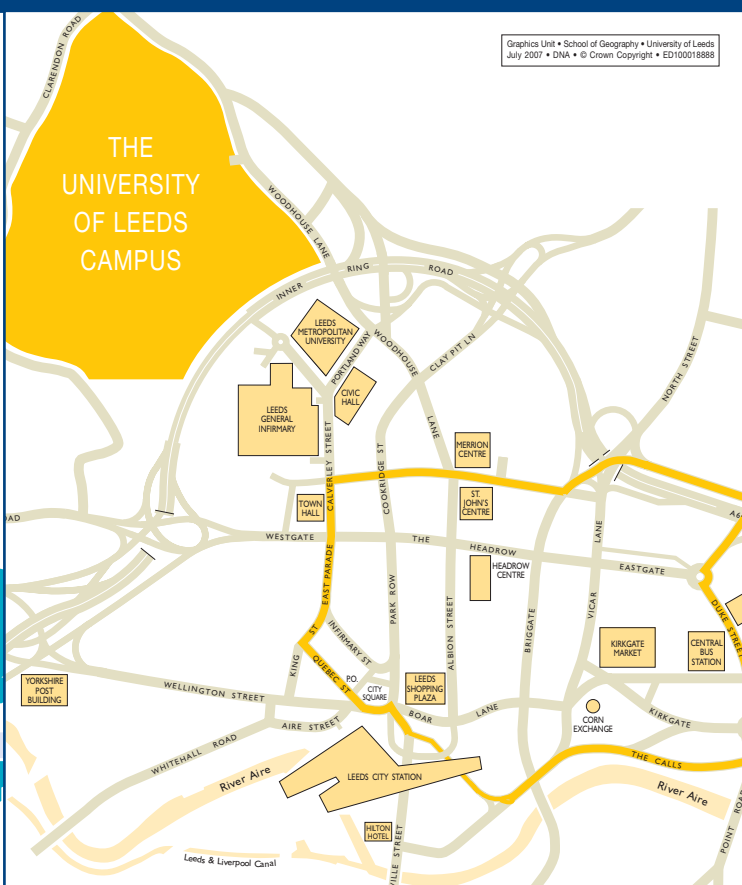 Graphics Unit • School of Geography • University of Leeds
July 2007 • DNA • © Crown Copyright • ED100018888
CLARENDON ROAD
THE
UNIVERSITY
OF LEEDS
CAMPUS
WOODHOUSE LANE
INNER RING ROAD
LEEDS
METROPOLITAN
UNIVERSITY
PORTLAND WAY
WOODHOUSE LANE
CLAY PIT LN
NORTH STREET
CIVIC
HALL
LEEDS
GENERAL
INFIRMARY
CALVERLEY STREET
COOKRIDGE ST
MERRION
CENTRE
ST.
JOHN'S
CENTRE
TOWN
HALL
WESTGATE
THE HEADROW
EASTGATE
HEADROW
CENTRE
EAST PARADE
PARK ROW
ALBION STREET
BRIGGATE
VICAR LANE
DUKE STREET
KING ST
INFIRMARY ST
QUEBEC ST
P.O.
CITY
SQUARE
LEEDS
SHOPPING
PLAZA
KIRKGATE
MARKET
CENTRAL
BUS
STATION
YORKSHIRE
POST
BUILDING
WELLINGTON STREET
AIRE STREET
BOAR LANE
CORN
EXCHANGE
KIRKGATE
WHITEHALL ROAD
River Aire
LEEDS CITY STATION
THE CALLS
River Aire
HILTON
HOTEL
Leeds & Liverpool Canal